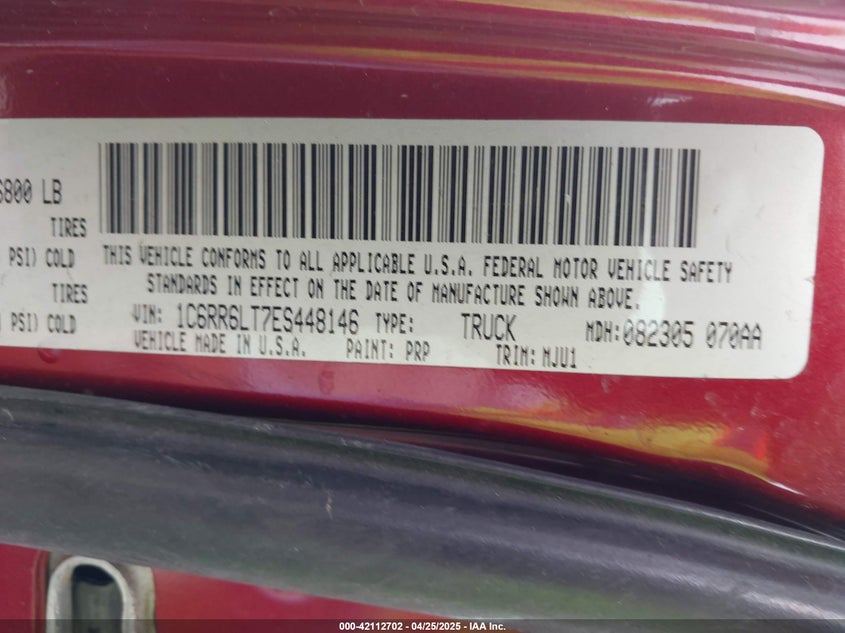 6800 LB
TIRES
PSI) COLD
TIRES
) COLD
THIS VEHICLE CONFORMS TO ALL APPLICABLE U.S.A. FEDERAL MOTOR VEHICLE SAFETY
STANDARDS IN EFFECT ON THE DATE OF MANUFACTURE SHOWN ABOVE.
VIN: 1C6RR6LT7ES448146 TYPE: TRUCK MDH:082305 070AA
VEHICLE MADE IN U.S.A. PAINT: PRP TRIM: MJU1
000-42112702 - 04/25/2025 - IAA Inc.